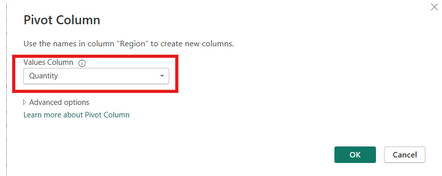 Pivot Column
Use the names in column "Region" to create new columns.
Values Column
Quantity
Advanced options
Learn more about Pivot Column
OK
Cancel